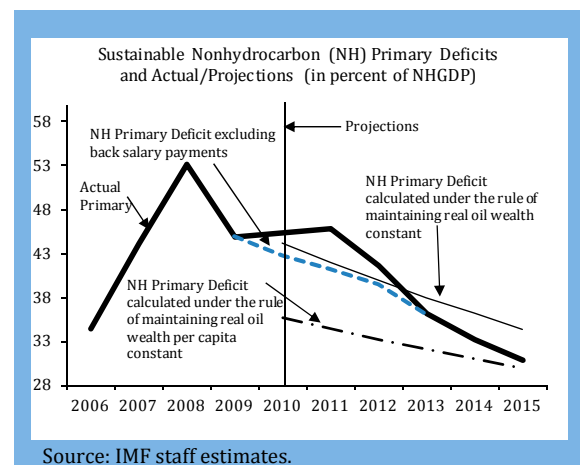 Sustainable Nonhydrocarbon (NH) Primary Deficits
and Actual/Projections (in percent of NHGDP)
58
53
48
43
38
33
28
NH Primary Deficit excluding
back salary payments
Projections
Actual
Primary
NH Primary Deficit
calculated under the rule of
maintaining real oil wealth
constant
NH Primary Deficit
calculated under the rule
of maintaining real oil
wealth per capita
constant
2006 2007 2008 2009 2010 2011 2012 2013 2014 2015
Source: IMF staff estimates.